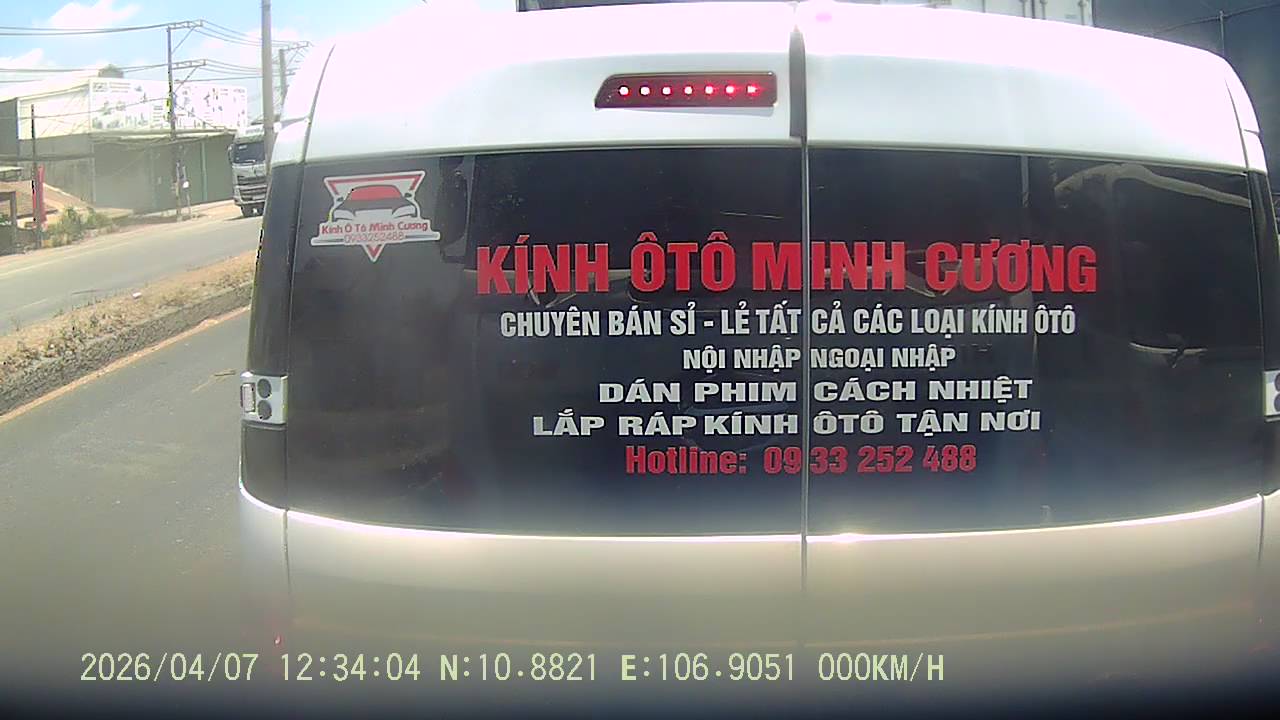 Kính Ô Tô Minh Cương
0933252488
KÍNH ÔTÔ MINH CƯƠNG
CHUYÊN BÁN SỈ - LẺ TẤT CẢ CÁC LOẠI KÍNH ÔTÔ
NỘI NHẬP NGOẠI NHẬP
DÁN PHIM CÁCH NHIỆT
LẮP RÁP KÍNH ÔTÔ TẬN NƠI
Hotline: 0933 252 488
2026/04/07 12:34:04 N:10.8821 E:106.9051 000KM/H